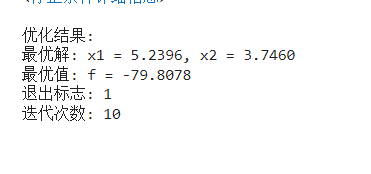 优化结果:
最优解: x1 = 5.2396, x2 = 3.7460
最优值: f = -79.8078
退出标志: 1
迭代次数: 10